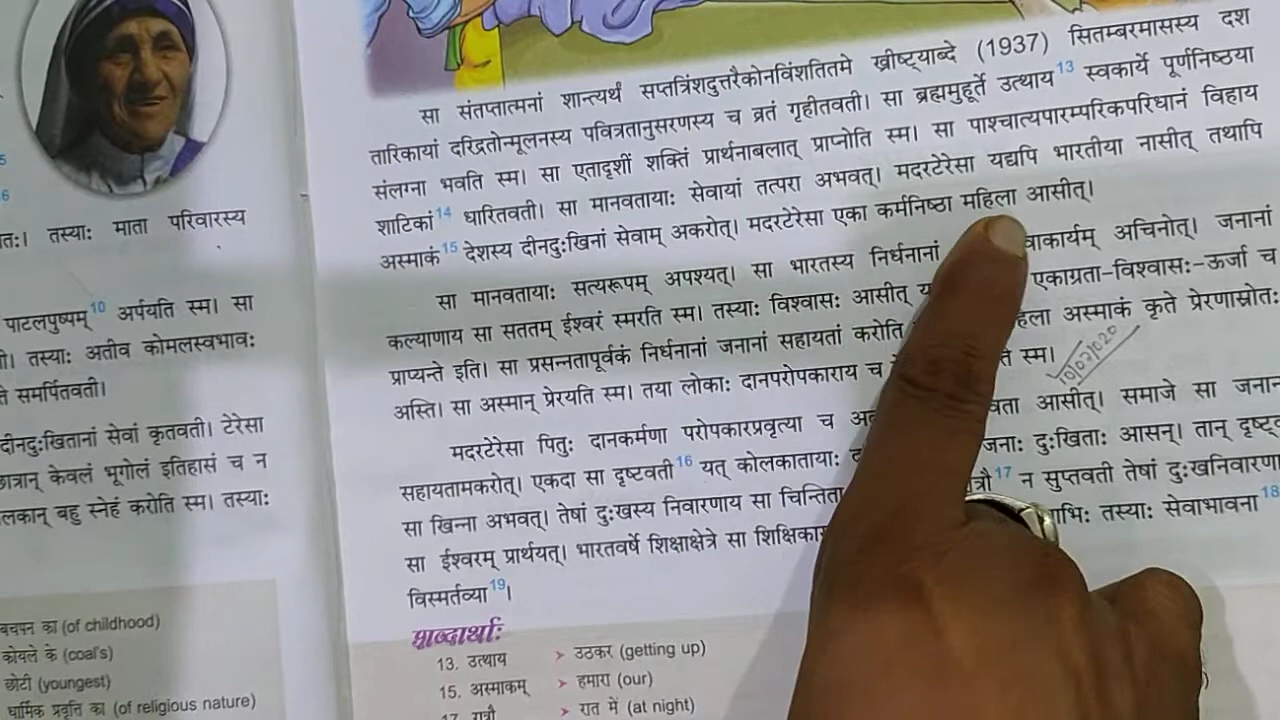 5
6
तः। तस्याः माता परिवारस्य
पाटलपुष्पम्10 अर्पयति स्म। सा
ी। तस्याः अतीव कोमलस्वभावः
ते समर्पितवती।
दीनदुःखितानां सेवां कृतवती। टेरेसा
छात्रान् केवलं भूगोलं इतिहासं च न
लकान् बहु स्नेहं करोति स्म। तस्याः
बचपन का (of childhood)
कोयले के (coal's)
छोटी (youngest)
धार्मिक प्रवृत्ति का (of religious nature)
सा संतप्तात्मनां शान्त्यर्थं सप्तत्रिंशदुत्तरैकोनविंशतितमे ख्रीष्ट्याब्दे (1937) सितम्बरमासस्य दश
तारिकायां दरिद्रतोन्मूलनस्य पवित्रतानुसरणस्य च व्रतं गृहीतवती। सा ब्रह्ममुहूर्ते उत्थाय13 स्वकार्ये पूर्णनिष्ठया
संलग्ना भवति स्म। सा एतादृशीं शक्तिं प्रार्थनाबलात् प्राप्नोति स्म। सा पाश्चात्यपारम्परिकपरिधानं विहाय
शाटिकां14 धारितवती। सा मानवतायाः सेवायां तत्परा अभवत्। मदरटेरेसा यद्यपि भारतीया नासीत् तथापि
अस्माकं15 देशस्य दीनदुःखिनां सेवाम् अकरोत्। मदरटेरेसा एका कर्मनिष्ठा महिला आसीत्।
सा मानवतायाः सत्यरूपम् अपश्यत्। सा भारतस्य निर्धनानां वाकार्यम् अचिनोत्। जनानां
कल्याणाय सा सततम् ईश्वरं स्मरति स्म। तस्याः विश्वासः आसीत् य एकाग्रता-विश्वासः-ऊर्जा च
प्राप्यन्ते इति। सा प्रसन्नतापूर्वकं निर्धनानां जनानां सहायतां करोति हिला अस्माकं कृते प्रेरणास्रोतः
अस्ति। सा अस्मान् प्रेरयति स्म। तया लोकाः दानपरोपकाराय च ते स्म।
10/02/020
मदरटेरेसा पितुः दानकर्मणा परोपकारप्रवृत्या च वता आसीत्। समाजे सा जनान
सहायतामकरोत्। एकदा सा दृष्टवती16 यत् कोलकातायाः जनाः दुःखिताः आसन्। तान् दृष्ट्व
सा खिन्ना अभवत्। तेषां दुःखस्य निवारणाय सा चिन्तिता त्रौ17 न सुप्तवती तेषां दुःखनिवारणा
सा ईश्वरम् प्रार्थयत्। भारतवर्षे शिक्षाक्षेत्रे सा शिक्षिका ाभिः तस्याः सेवाभावना18
विस्मर्तव्या19।
शब्दार्थाः
13. उत्थाय उठकर (getting up)
15. अस्माकम् हमारा (our)
17. रात्रौ रात में (at night)